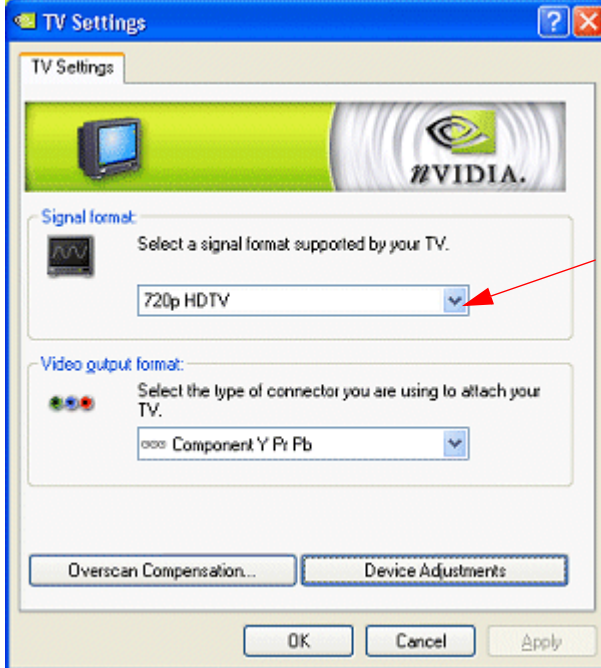 TV Settings
TV Settings
nVIDIA.
Signal format:
Select a signal format supported by your TV.
720p HDTV
Video output format:
Select the type of connector you are using to attach your
TV.
Component Y Pr Pb
Overscan Compensation...
Device Adjustments
OK
Cancel
Apply